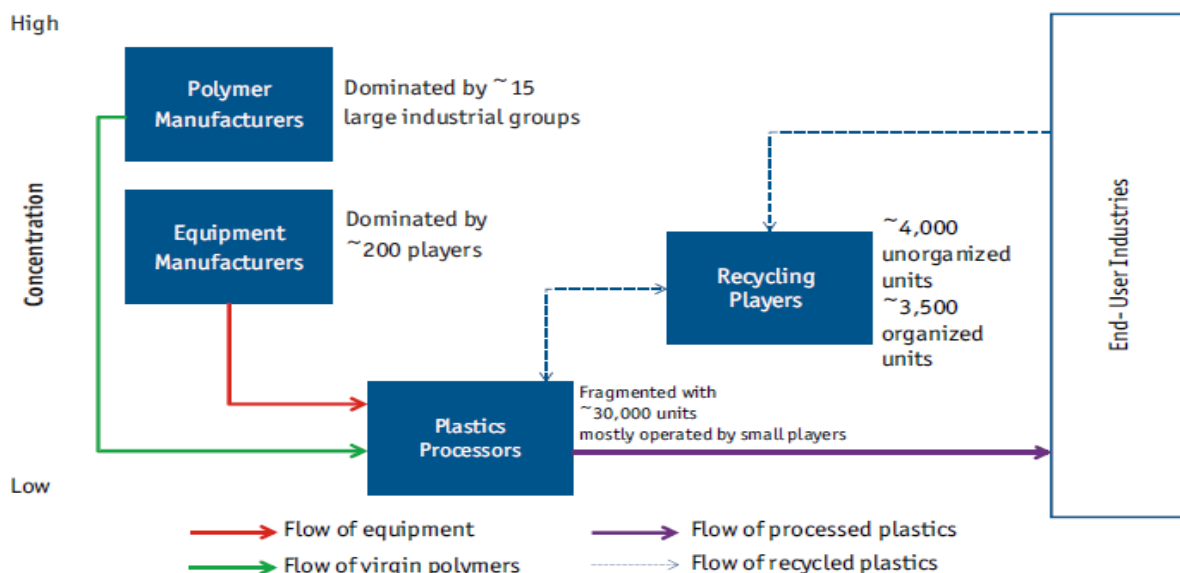 High
Polymer
Manufacturers
Dominated by ~15
large industrial groups
Concentration
Equipment
Manufacturers
Dominated by
~200 players
Recycling
Players
~4,000
unorganized
units
~3,500
organized
units
End-User Industries
Plastics
Processors
Fragmented with
~30,000 units
mostly operated by small players
Low
Flow of equipment
Flow of processed plastics
Flow of virgin polymers
Flow of recycled plastics